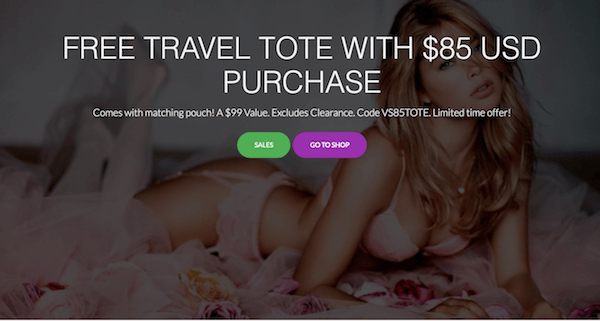 FREE TRAVEL TOTE WITH $85 USD
PURCHASE
Comes with matching pouch! A $99 Value. Excludes Clearance. Code VS85TOTE. Limited time offer!
SALES
GO TO SHOP